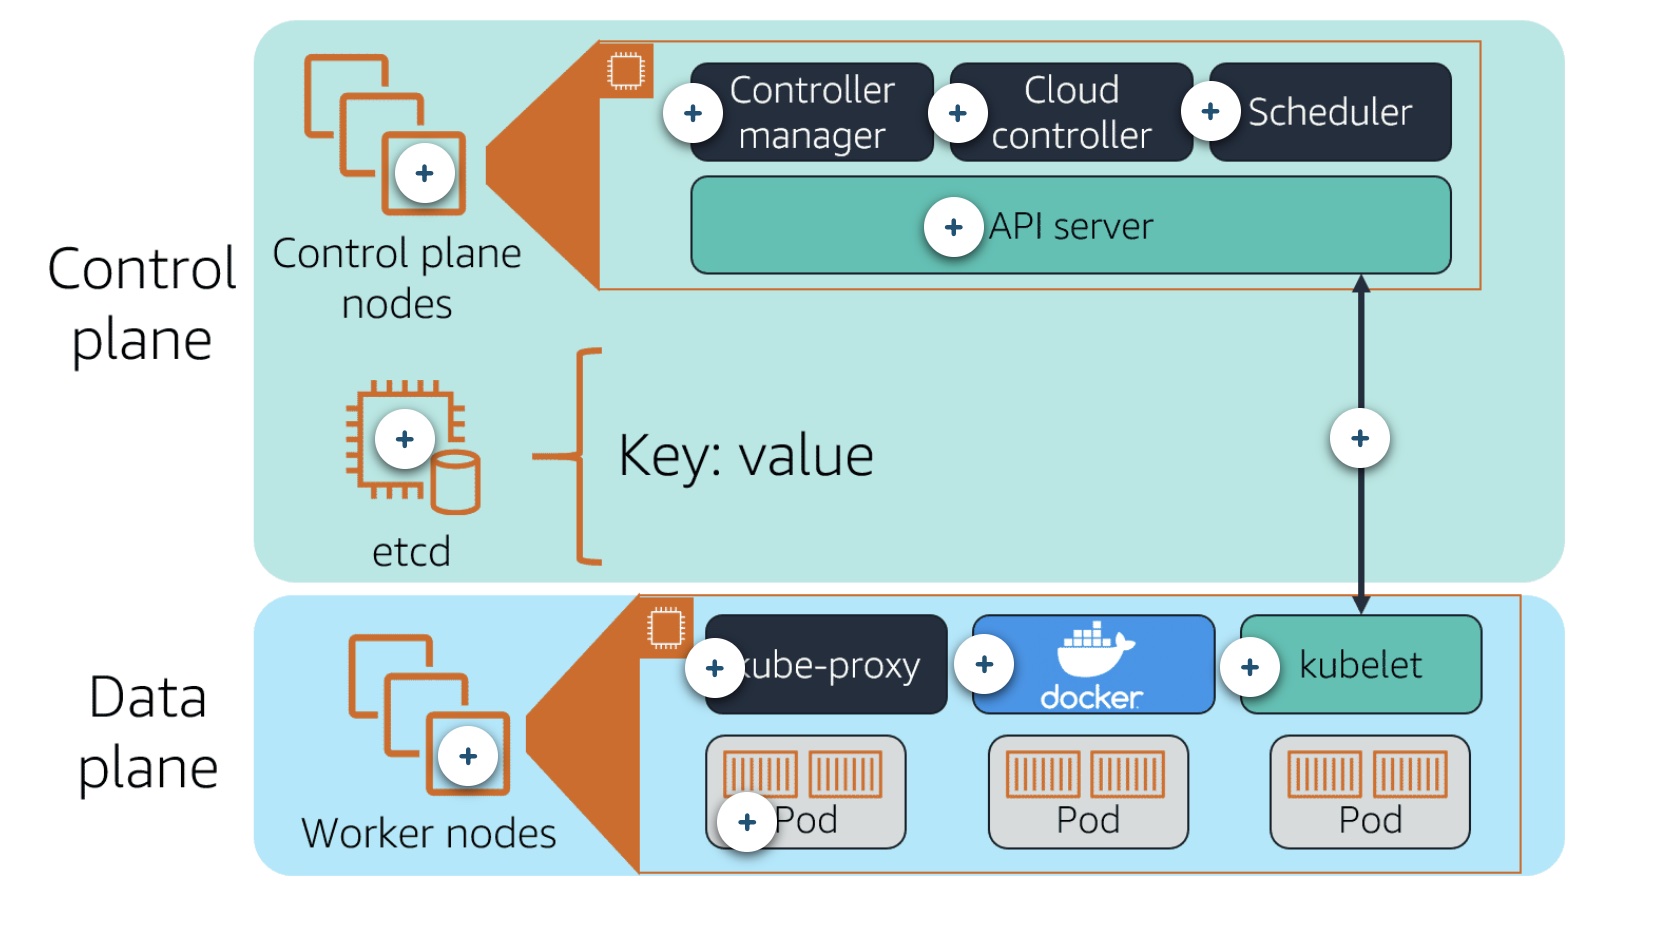 Control
plane
Control plane
nodes
Controller
manager
Cloud
controller
Scheduler
API server
etcd
Key: value
Data
plane
Worker nodes
kube-proxy
docker
kubelet
Pod
Pod
Pod